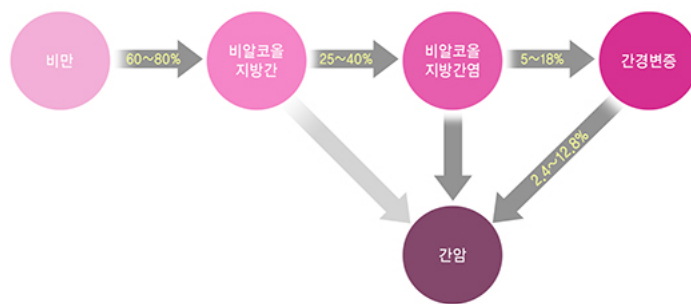 비만
60~80%
비알코올
지방간
25~40%
비알코올
지방간염
5~18%
간경변증
2.4~12.8%
간암